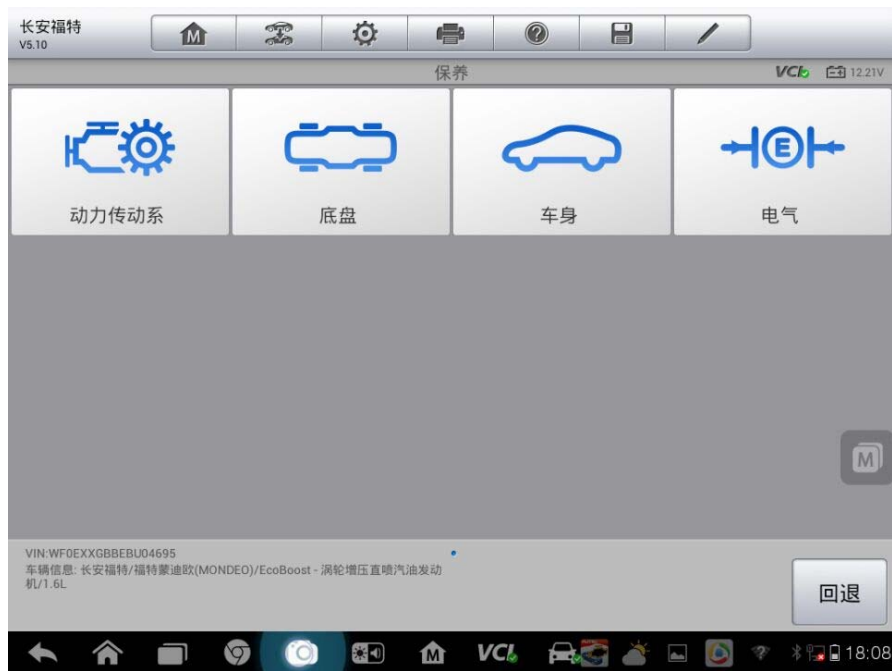 长安福特
V5.10
M
保养
VCI
12.21V
动力传动系
底盘
车身
E
电气
M
VIN:WF0EXXGBBEBU04695
车辆信息: 长安福特/福特蒙迪欧(MONDEO)/EcoBoost - 涡轮增压直喷汽油发动
机/1.6L
回退
M
VCI
18:08